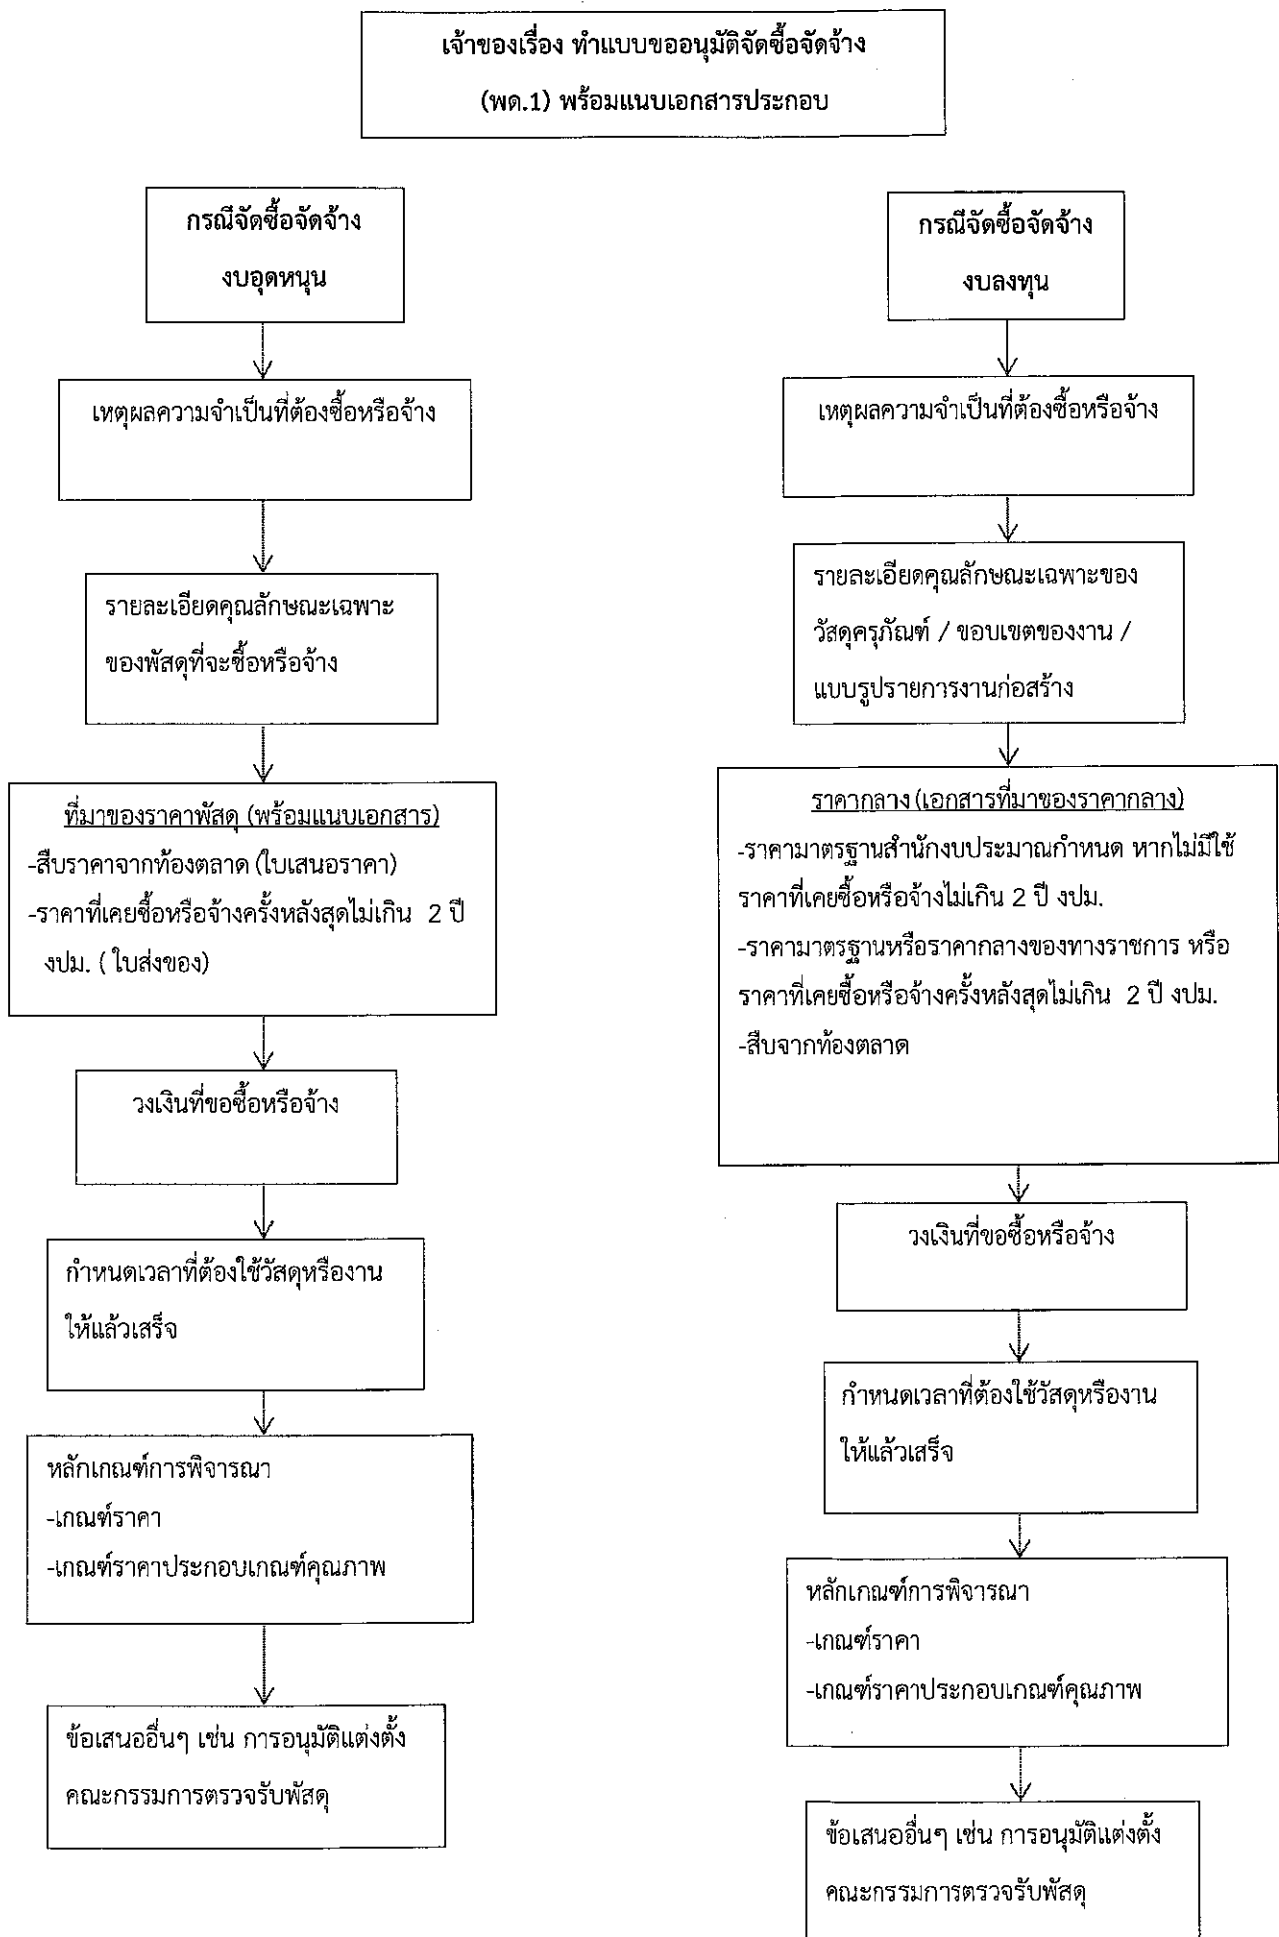 เจ้าของเรื่อง ทำแบบขออนุมัติจัดซื้อจัดจ้าง
(พด.1) พร้อมแนบเอกสารประกอบ
กรณีจัดซื้อจัดจ้าง
งบอุดหนุน
เหตุผลความจำเป็นที่ต้องซื้อหรือจ้าง
รายละเอียดคุณลักษณะเฉพาะ
ของพัสดุที่จะซื้อหรือจ้าง
ที่มาของราคาพัสดุ (พร้อมแนบเอกสาร)
-สืบราคาจากท้องตลาด (ใบเสนอราคา)
-ราคาที่เคยซื้อหรือจ้างครั้งหลังสุดไม่เกิน 2 ปี
งปม. ( ใบส่งของ)
วงเงินที่ขอซื้อหรือจ้าง
กำหนดเวลาที่ต้องใช้วัสดุหรืองาน
ให้แล้วเสร็จ
หลักเกณฑ์การพิจารณา
-เกณฑ์ราคา
-เกณฑ์ราคาประกอบเกณฑ์คุณภาพ
ข้อเสนออื่นๆ เช่น การอนุมัติแต่งตั้ง
คณะกรรมการตรวจรับพัสดุ
กรณีจัดซื้อจัดจ้าง
งบลงทุน
เหตุผลความจำเป็นที่ต้องซื้อหรือจ้าง
รายละเอียดคุณลักษณะเฉพาะของ
วัสดุครุภัณฑ์ / ขอบเขตของงาน /
แบบรูปรายการงานก่อสร้าง
ราคากลาง (เอกสารที่มาของราคากลาง)
-ราคามาตรฐานสำนักงบประมาณกำหนด หากไม่มีใช้
ราคาที่เคยซื้อหรือจ้างไม่เกิน 2 ปี งปม.
-ราคามาตรฐานหรือราคากลางของทางราชการ หรือ
ราคาที่เคยซื้อหรือจ้างครั้งหลังสุดไม่เกิน 2 ปี งปม.
-สืบจากท้องตลาด
วงเงินที่ขอซื้อหรือจ้าง
กำหนดเวลาที่ต้องใช้วัสดุหรืองาน
ให้แล้วเสร็จ
หลักเกณฑ์การพิจารณา
-เกณฑ์ราคา
-เกณฑ์ราคาประกอบเกณฑ์คุณภาพ
ข้อเสนออื่นๆ เช่น การอนุมัติแต่งตั้ง
คณะกรรมการตรวจรับพัสดุ